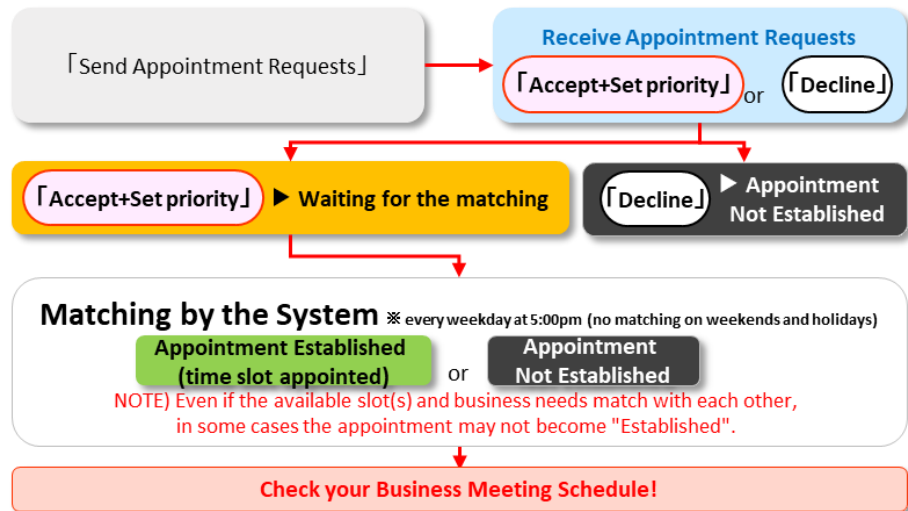 「Send Appointment Requests」
Receive Appointment Requests
「Accept+Set priority」 or 「Decline」
「Accept+Set priority」 ▶ Waiting for the matching
「Decline」 ▶ Appointment
Not Established
Matching by the System ※ every weekday at 5:00pm (no matching on weekends and holidays)
Appointment Established
(time slot appointed)
or
Appointment
Not Established
NOTE) Even if the available slot(s) and business needs match with each other,
in some cases the appointment may not become "Established".
Check your Business Meeting Schedule!